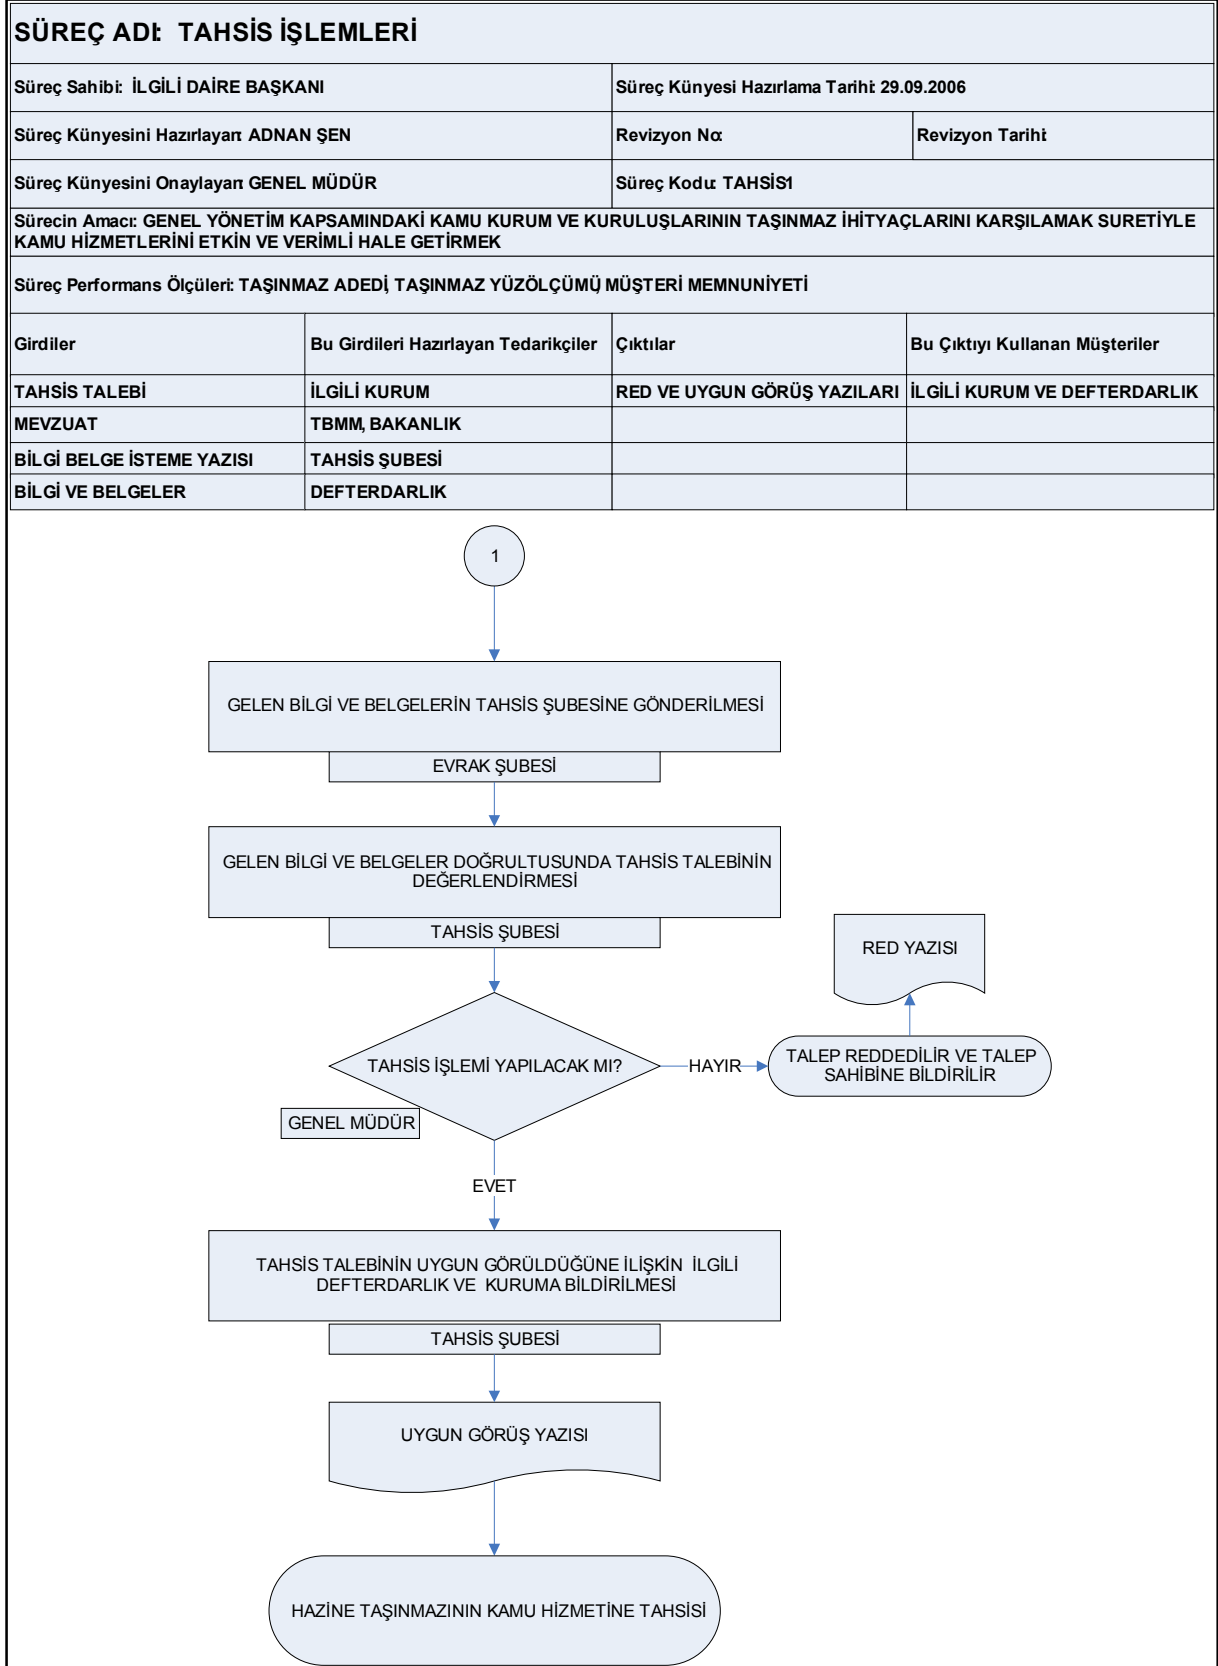 SÜREÇ ADI: TAHSİS İŞLEMLERİ
Süreç Sahibi: İLGİLİ DAİRE BAŞKANI
Süreç Künyesi Hazırlama Tarihi: 29.09.2006
Süreç Künyesini Hazırlayan: ADNAN ŞEN
Revizyon No:
Revizyon Tarihi:
Süreç Künyesini Onaylayan: GENEL MÜDÜR
Süreç Kodu: TAHSİS1
Sürecin Amacı: GENEL YÖNETİM KAPSAMINDAKİ KAMU KURUM VE KURULUŞLARININ TAŞINMAZ İHİTYAÇLARINI KARŞILAMAK SURETİYLE
KAMU HİZMETLERİNİ ETKİN VE VERİMLİ HALE GETİRMEK
Süreç Performans Ölçüleri: TAŞINMAZ ADEDİ, TAŞINMAZ YÜZÖLÇÜMÜ, MÜŞTERİ MEMNUNİYETİ
Girdiler
Bu Girdileri Hazırlayan Tedarikçiler
Çıktılar
Bu Çıktıyı Kullanan Müşteriler
TAHSİS TALEBİ
İLGİLİ KURUM
RED VE UYGUN GÖRÜŞ YAZILARI
İLGİLİ KURUM VE DEFTERDARLIK
MEVZUAT
TBMM, BAKANLIK
BİLGİ BELGE İSTEME YAZISI
TAHSİS ŞUBESİ
BİLGİ VE BELGELER
DEFTERDARLIK
1
GELEN BİLGİ VE BELGELERİN TAHSİS ŞUBESİNE GÖNDERİLMESİ
EVRAK ŞUBESİ
GELEN BİLGİ VE BELGELER DOĞRULTUSUNDA TAHSİS TALEBİNİN
DEĞERLENDİRMESİ
TAHSİS ŞUBESİ
RED YAZISI
TAHSİS İŞLEMİ YAPILACAK MI?
HAYIR
TALEP REDDEDİLİR VE TALEP
SAHİBİNE BİLDİRİLİR
GENEL MÜDÜR
EVET
TAHSİS TALEBİNİN UYGUN GÖRÜLDÜĞÜNE İLİŞKİN İLGİLİ
DEFTERDARLIK VE KURUMA BİLDİRİLMESİ
TAHSİS ŞUBESİ
UYGUN GÖRÜŞ YAZISI
HAZİNE TAŞINMAZININ KAMU HİZMETİNE TAHSİSİ